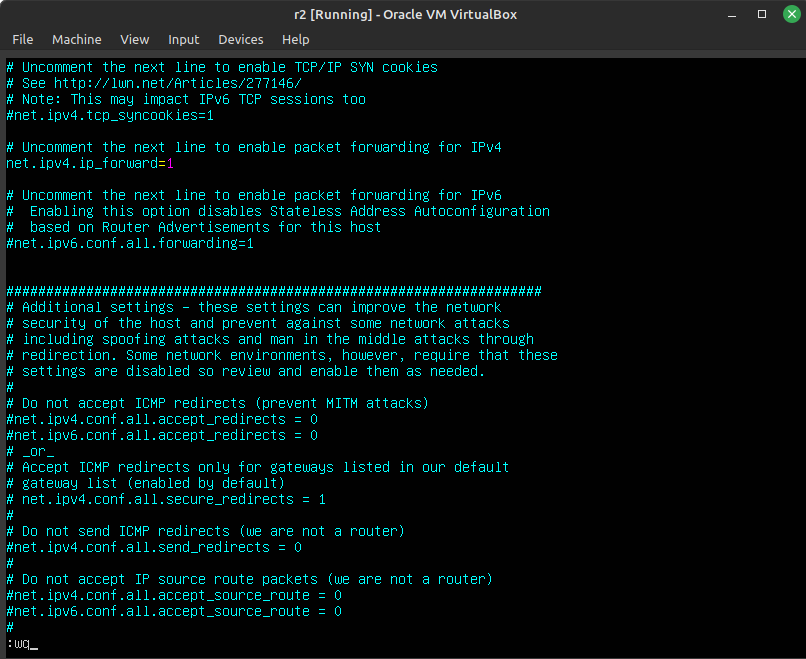 r2 [Running] - Oracle VM VirtualBox
File Machine View Input Devices Help
# Uncomment the next line to enable TCP/IP SYN cookies
# See http://lwn.net/Articles/277146/
# Note: This may impact IPv6 TCP sessions too
#net.ipv4.tcp_syncookies=1
# Uncomment the next line to enable packet forwarding for IPv4
net.ipv4.ip_forward=1
# Uncomment the next line to enable packet forwarding for IPv6
#  Enabling this option disables Stateless Address Autoconfiguration
#  based on Router Advertisements for this host
#net.ipv6.conf.all.forwarding=1
###################################################################
# Additional settings - these settings can improve the network
# security of the host and prevent against some network attacks
# including spoofing attacks and man in the middle attacks through
# redirection. Some network environments, however, require that these
# settings are disabled so review and enable them as needed.
#
# Do not accept ICMP redirects (prevent MITM attacks)
#net.ipv4.conf.all.accept_redirects = 0
#net.ipv6.conf.all.accept_redirects = 0
# _or_
# Accept ICMP redirects only for gateways listed in our default
# gateway list (enabled by default)
# net.ipv4.conf.all.secure_redirects = 1
#
# Do not send ICMP redirects (we are not a router)
#net.ipv4.conf.all.send_redirects = 0
#
# Do not accept IP source route packets (we are not a router)
#net.ipv4.conf.all.accept_source_route = 0
#net.ipv6.conf.all.accept_source_route = 0
#
:wq_